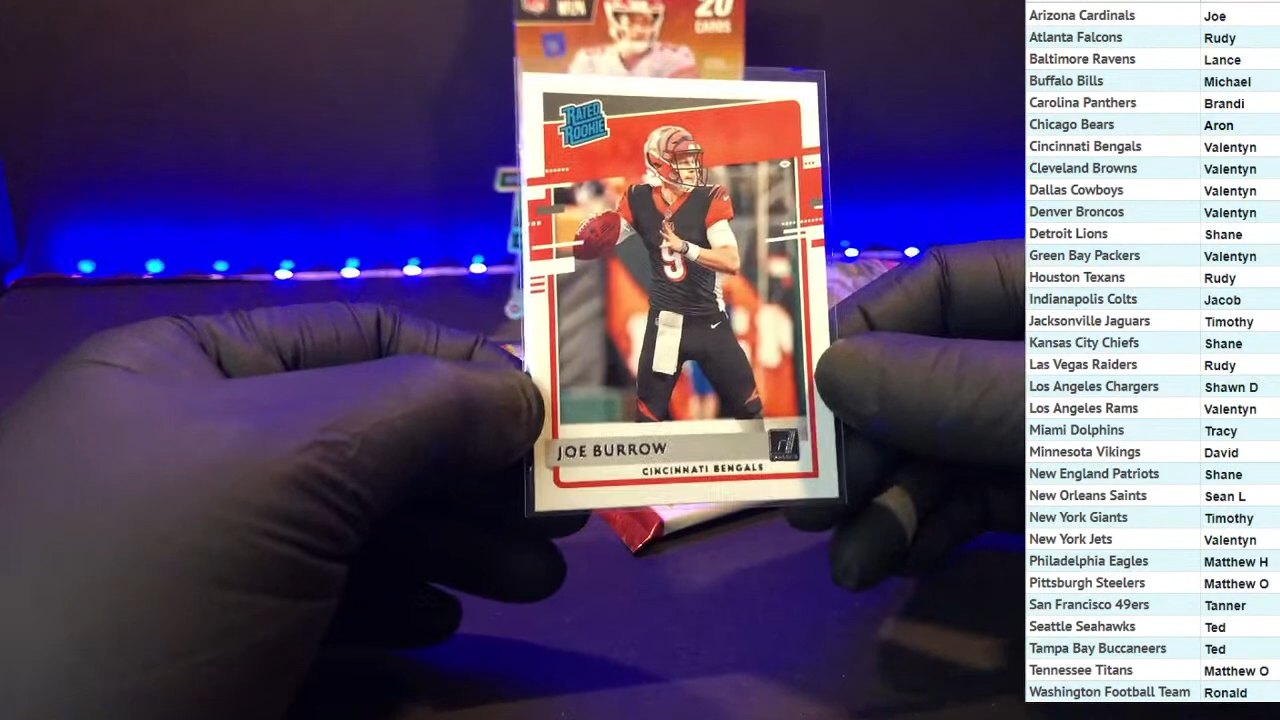 20
CARDS
RATED
ROOKIE
9
JOE BURROW
CINCINNATI BENGALS
Arizona Cardinals Joe
Atlanta Falcons Rudy
Baltimore Ravens Lance
Buffalo Bills Michael
Carolina Panthers Brandi
Chicago Bears Aron
Cincinnati Bengals Valentyn
Cleveland Browns Valentyn
Dallas Cowboys Valentyn
Denver Broncos Valentyn
Detroit Lions Shane
Green Bay Packers Valentyn
Houston Texans Rudy
Indianapolis Colts Jacob
Jacksonville Jaguars Timothy
Kansas City Chiefs Shane
Las Vegas Raiders Rudy
Los Angeles Chargers Shawn D
Los Angeles Rams Valentyn
Miami Dolphins Tracy
Minnesota Vikings David
New England Patriots Shane
New Orleans Saints Sean L
New York Giants Timothy
New York Jets Valentyn
Philadelphia Eagles Matthew H
Pittsburgh Steelers Matthew O
San Francisco 49ers Tanner
Seattle Seahawks Ted
Tampa Bay Buccaneers Ted
Tennessee Titans Matthew O
Washington Football Team Ronald